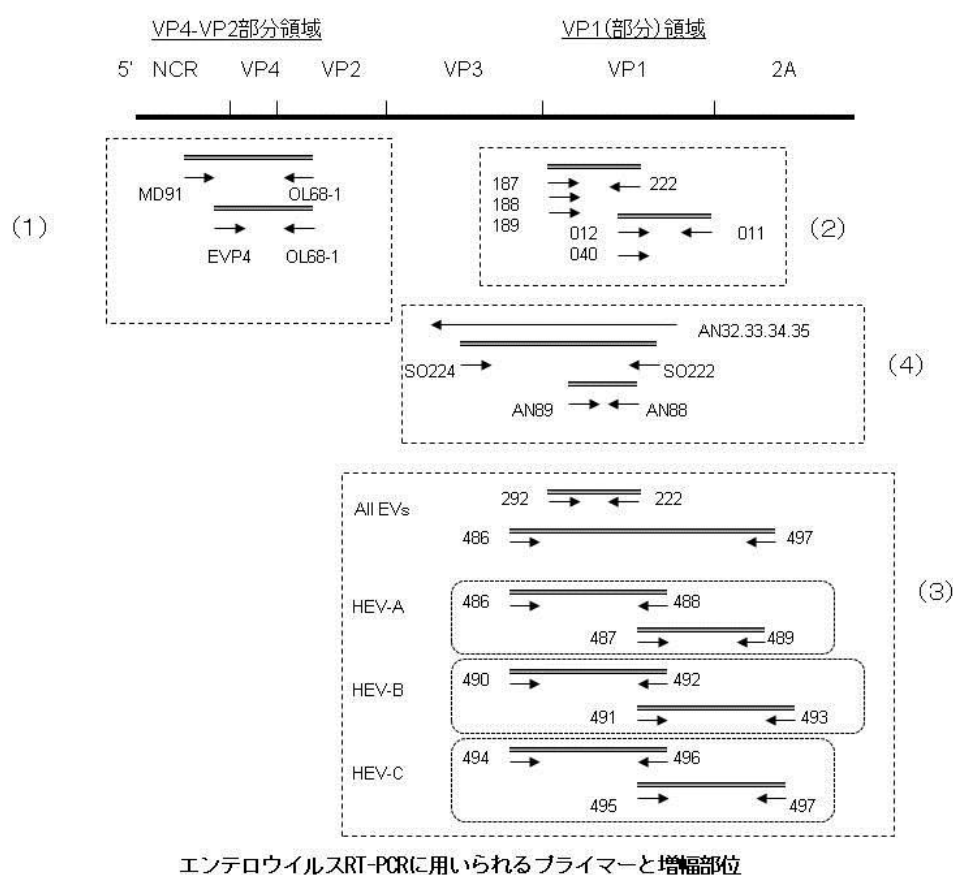 VP4-VP2部分領域 VP1(部分)領域
5' NCR VP4 VP2 VP3 VP1 2A
(1)
MD91 OL68-1
EVP4 OL68-1
(2)
187 222
188
189
012 011
040
(4)
AN32.33.34.35
SO224 SO222
AN89 AN88
(3)
All EVs
292 222
486 497
HEV-A
486 488
487 489
HEV-B
490 492
491 493
HEV-C
494 496
495 497
エンテロウイルスRT-PCRに用いられるプライマーと増幅部位